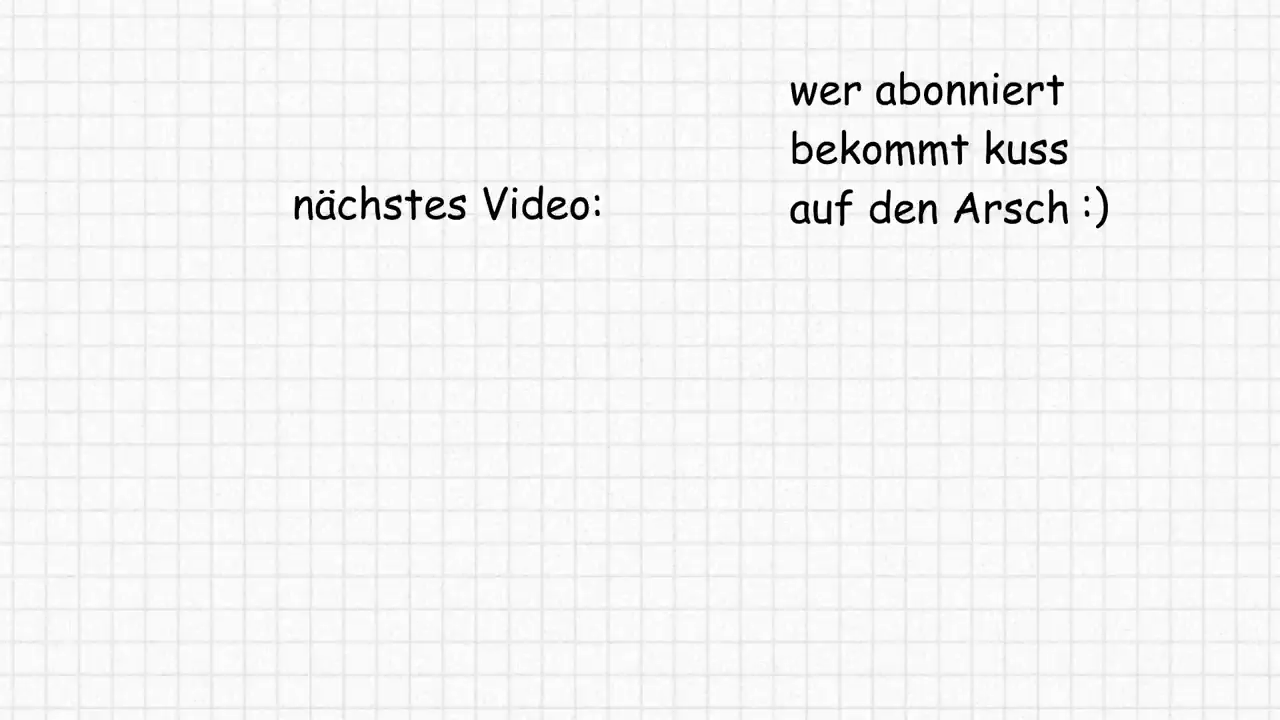 nächstes Video:
wer abonniert
bekommt kuss
auf den Arsch :)